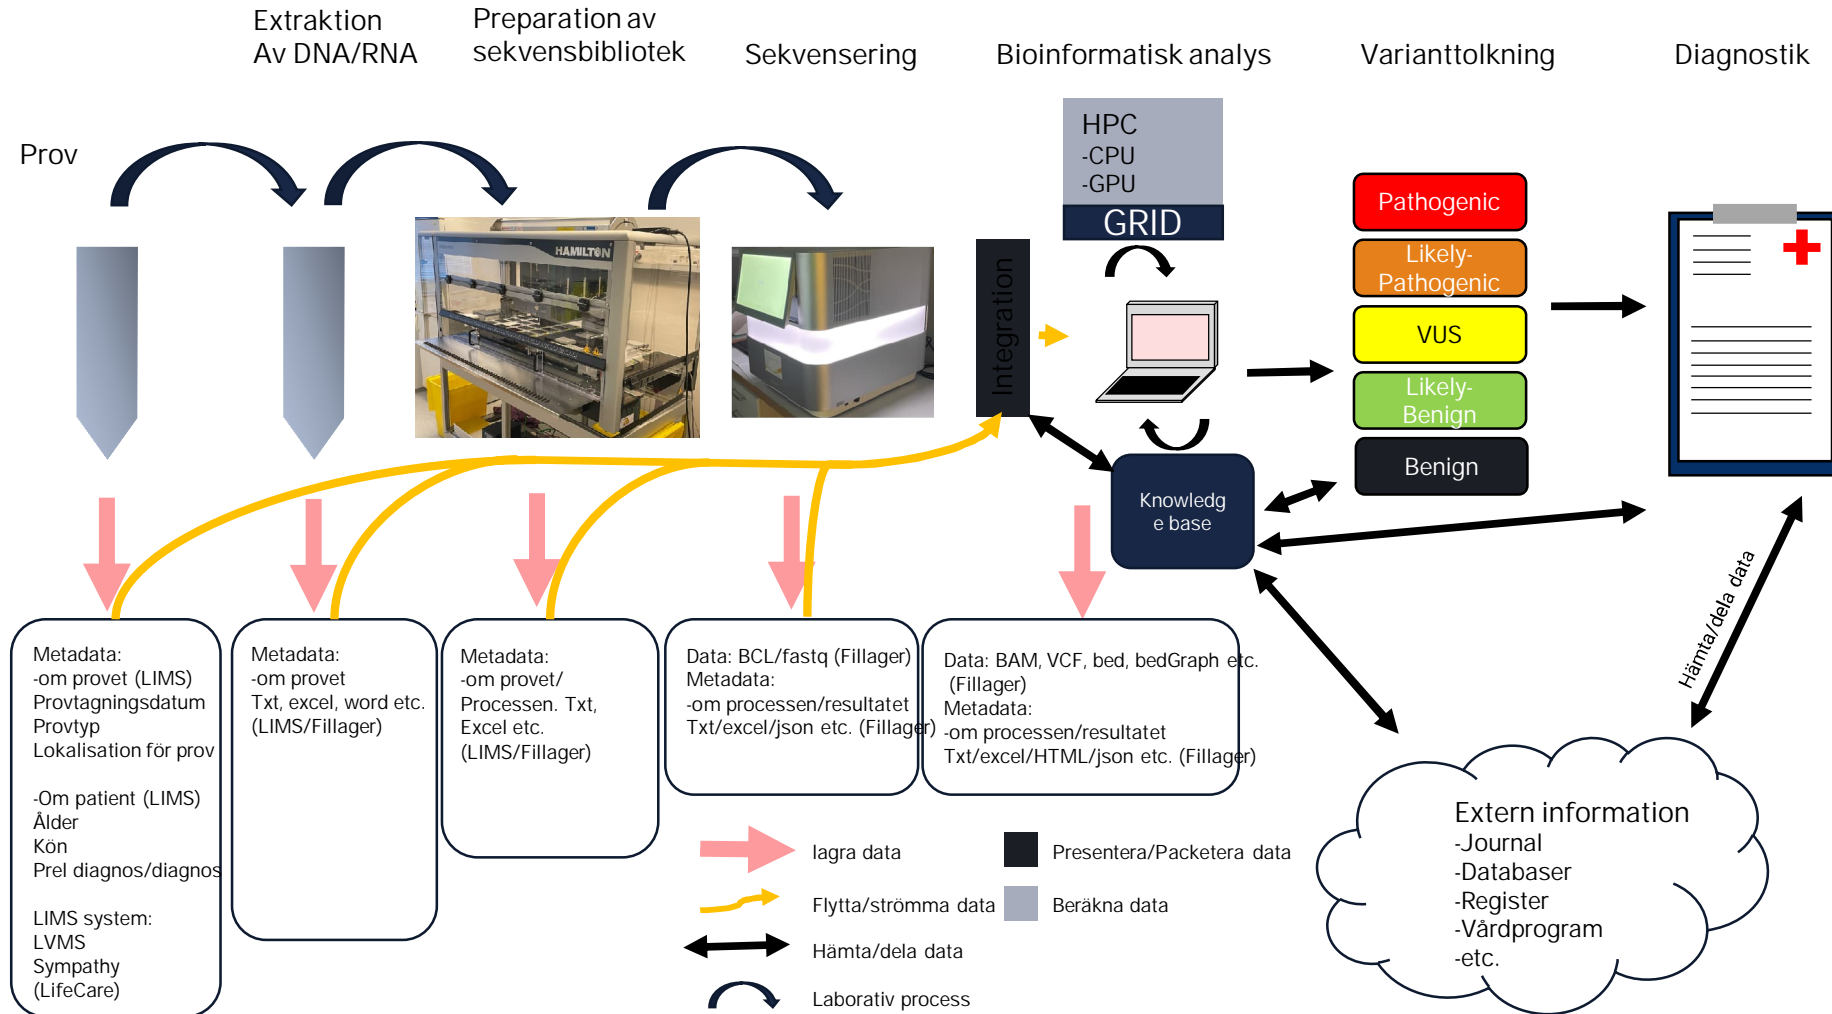 Extraktion
Av DNA/RNA
Preparation av
sekvensbibliotek
Sekvensering
Bioinformatisk analys
Varianttolkning
Diagnostik
Prov
HPC
-CPU
-GPU
GRID
HAMILTON
Integration
Pathogenic
Likely-
Pathogenic
VUS
Likely-
Benign
Benign
Knowledg
e base
Hämta/dela data
Metadata:
-om provet (LIMS)
Provtagningsdatum
Provtyp
Lokalisation för prov
-Om patient (LIMS)
Ålder
Kön
Prel diagnos/diagnos
LIMS system:
LVMS
Sympathy
(LifeCare)
Metadata:
-om provet
Txt, excel, word etc.
(LIMS/Fillager)
Metadata:
-om provet/
Processen. Txt,
Excel etc.
(LIMS/Fillager)
Data: BCL/fastq (Fillager)
Metadata:
-om processen/resultatet
Txt/excel/json etc. (Fillager)
Data: BAM, VCF, bed, bedGraph etc.
(Fillager)
Metadata:
-om processen/resultatet
Txt/excel/HTML/json etc. (Fillager)
Extern information
-Journal
-Databaser
-Register
-Vårdprogram
-etc.
lagra data
Flytta/strömma data
Hämta/dela data
Laborativ process
Presentera/Packetera data
Beräkna data